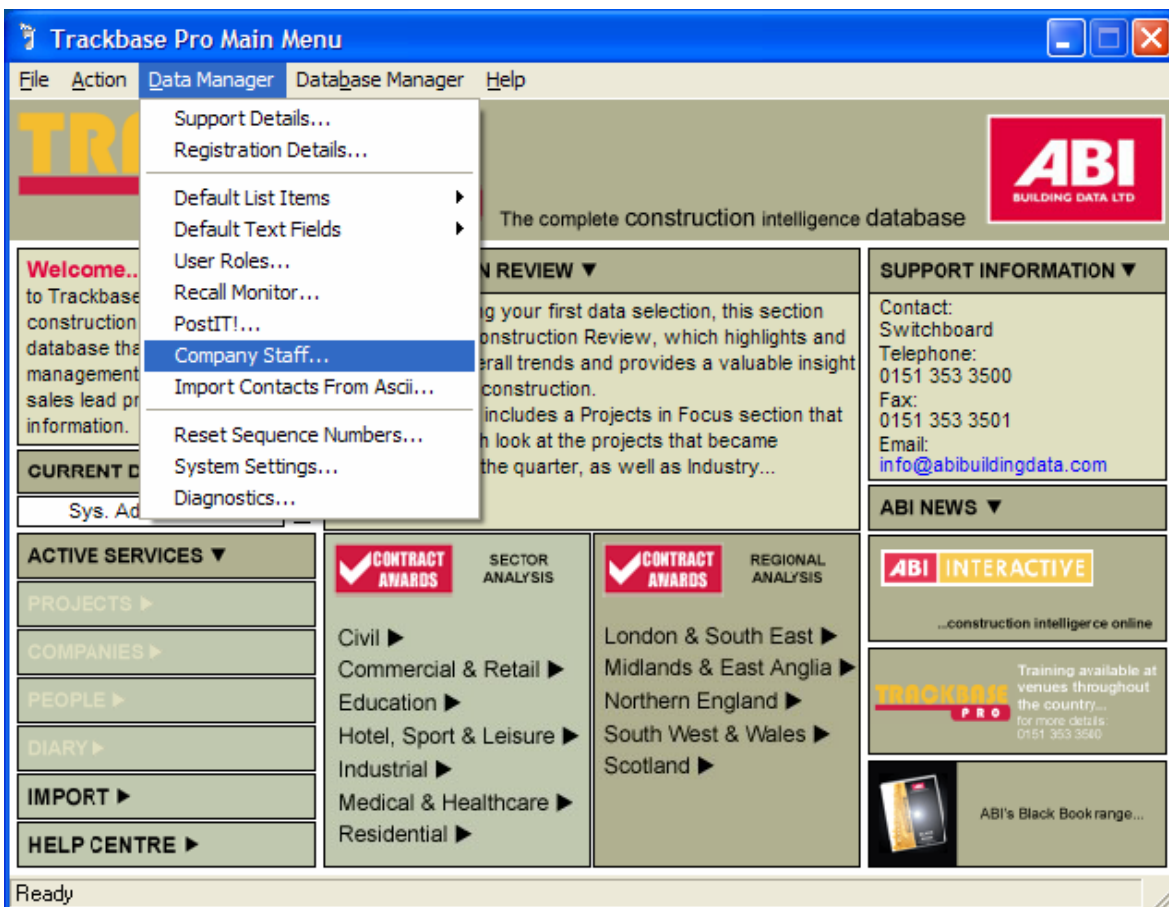 Trackbase Pro Main Menu
File Action Data Manager Database Manager Help
Support Details...
Registration Details...
Default List Items
Default Text Fields
User Roles...
Recall Monitor...
PostIT!...
Company Staff...
Import Contacts From Ascii...
Reset Sequence Numbers...
System Settings...
Diagnostics...
TR
The complete construction intelligence database
ABI
BUILDING DATA LTD
Welcome..
to Trackbase
construction
database tha
management
sales lead pr
information.
CURRENT D
Sys. Ad
N REVIEW ▼
g your first data selection, this section
onstruction Review, which highlights and
erall trends and provides a valuable insight
construction.
includes a Projects in Focus section that
h look at the projects that became
the quarter, as well as Industry...
SUPPORT INFORMATION ▼
Contact:
Switchboard
Telephone:
0151 353 3500
Fax:
0151 353 3501
Email:
info@abibuildingdata.com
ABI NEWS ▼
ACTIVE SERVICES ▼
PROJECTS ►
COMPANIES ►
PEOPLE ►
DIARY ►
IMPORT ►
HELP CENTRE ►
CONTRACT
AWARDS
SECTOR
ANALYSIS
Civil ►
Commercial & Retail ►
Education ►
Hotel, Sport & Leisure ►
Industrial ►
Medical & Healthcare ►
Residential ►
CONTRACT
AWARDS
REGIONAL
ANALYSIS
London & South East ►
Midlands & East Anglia ►
Northern England ►
South West & Wales ►
Scotland ►
ABI INTERACTIVE
...construction intelligerce online
TRACKBASE
PRO
Training available at
venues throughout
the country...
for more details:
0151 353 3500
ABI's Black Book range...
Ready